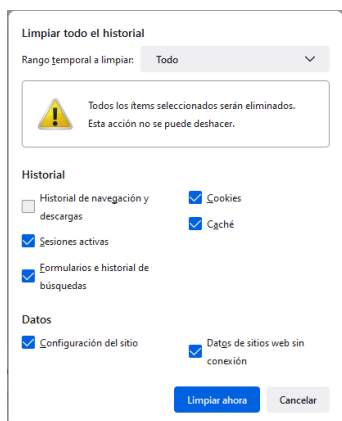 Limpiar todo el historial
Rango temporal a limpiar: Todo
Todos los ítems seleccionados serán eliminados.
Esta acción no se puede deshacer.
Historial
Historial de navegación y
descargas
Cookies
Caché
Sesiones activas
Formularios e historial de
búsquedas
Datos
Configuración del sitio
Datos de sitios web sin
conexión
Limpiar ahora Cancelar